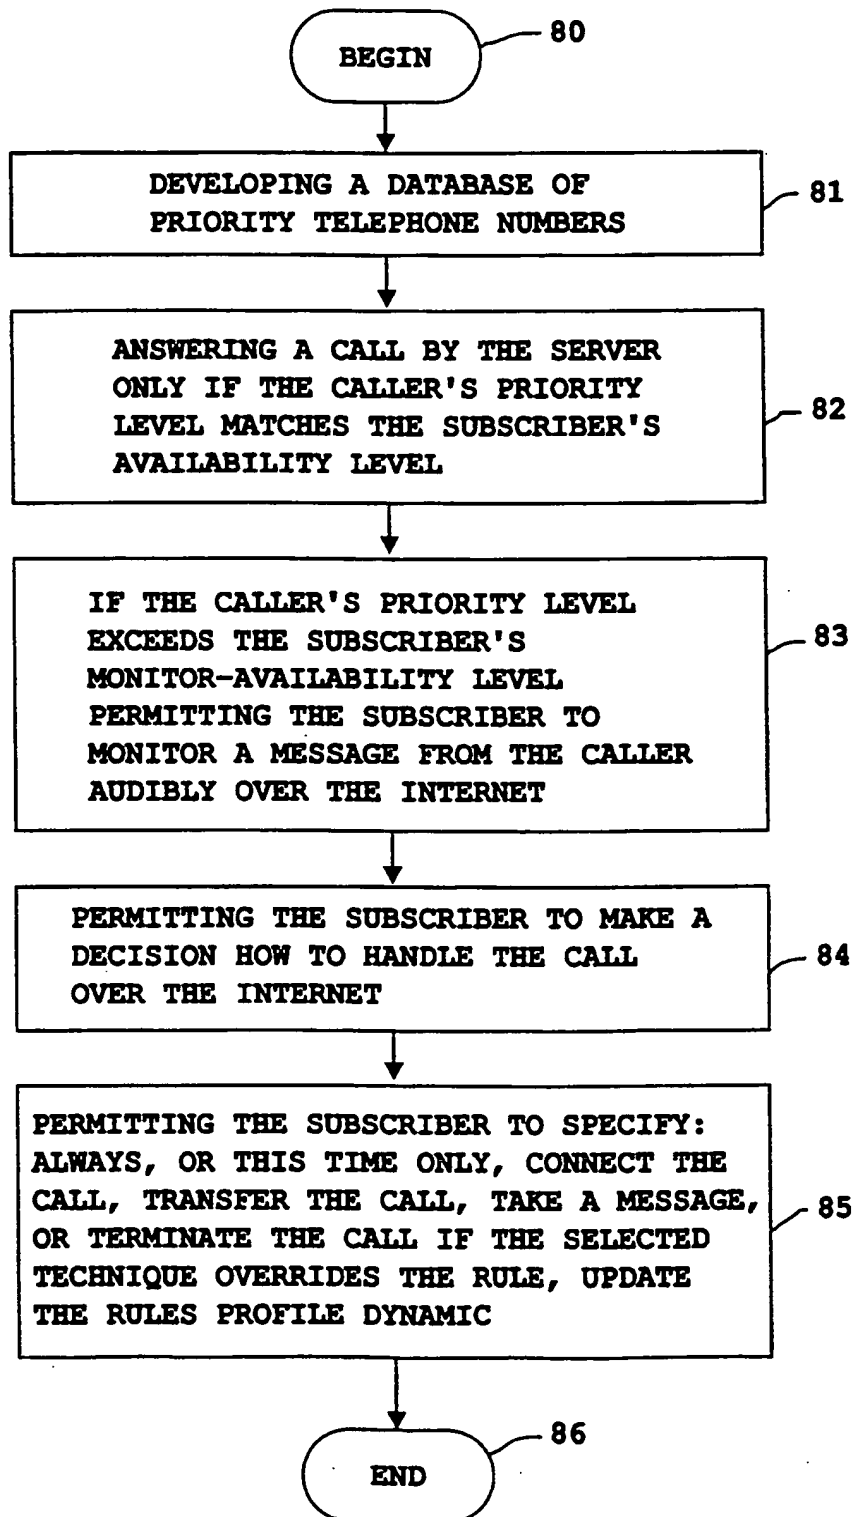 BEGIN
80
DEVELOPING A DATABASE OF
PRIORITY TELEPHONE NUMBERS
81
ANSWERING A CALL BY THE SERVER
ONLY IF THE CALLER'S PRIORITY
LEVEL MATCHES THE SUBSCRIBER'S
AVAILABILITY LEVEL
82
IF THE CALLER'S PRIORITY LEVEL
EXCEEDS THE SUBSCRIBER'S
MONITOR-AVAILABILITY LEVEL
PERMITTING THE SUBSCRIBER TO
MONITOR A MESSAGE FROM THE CALLER
AUDIBLY OVER THE INTERNET
83
PERMITTING THE SUBSCRIBER TO MAKE A
DECISION HOW TO HANDLE THE CALL
OVER THE INTERNET
84
PERMITTING THE SUBSCRIBER TO SPECIFY:
ALWAYS, OR THIS TIME ONLY, CONNECT THE
CALL, TRANSFER THE CALL, TAKE A MESSAGE,
OR TERMINATE THE CALL IF THE SELECTED
TECHNIQUE OVERRIDES THE RULE, UPDATE
THE RULES PROFILE DYNAMIC
85
END
86